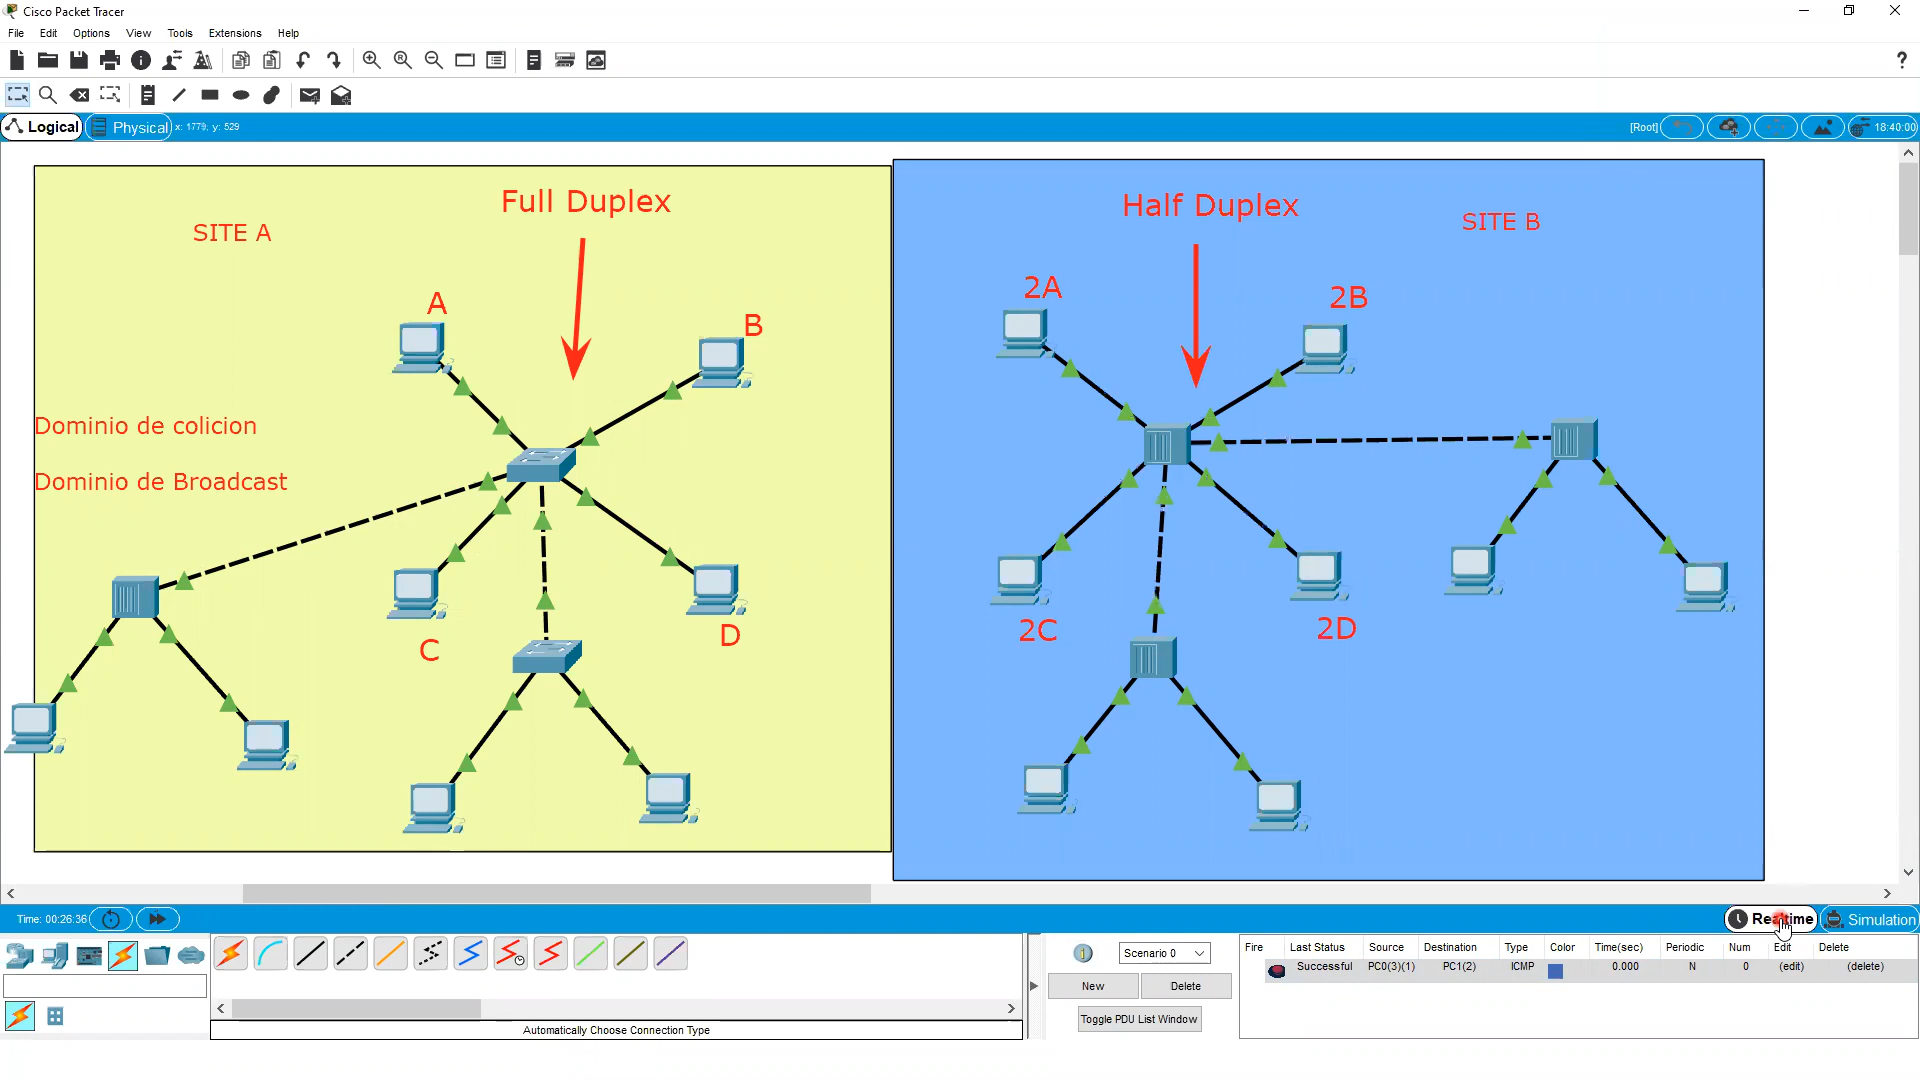 Cisco Packet Tracer
File Edit Options View Tools Extensions Help
?
Logical Physical x: 1779, y: 529 [Root] 18:40:00
Full Duplex
SITE A
Half Duplex
SITE B
A
B
2A
2B
Dominio de colicion
Dominio de Broadcast
C
D
2C
2D
Time: 00:26:36 Realtime Simulation
Scenario 0
New Delete
Toggle PDU List Window
Fire Last Status Source Destination Type Color Time(sec) Periodic Num Edit Delete
Successful PC0(3)(1) PC1(2) ICMP 0.000 N 0 (edit) (delete)
Automatically Choose Connection Type